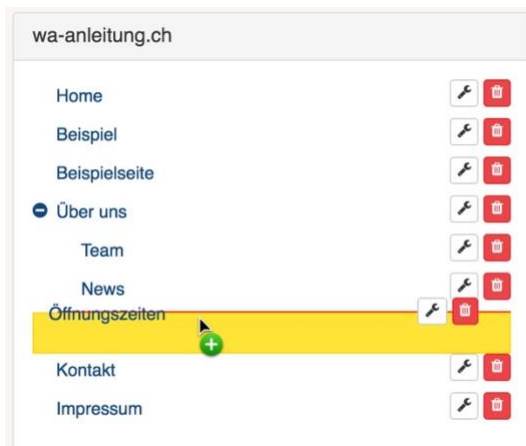 wa-anleitung.ch
Home
Beispiel
Beispielseite
Über uns
Team
News
Öffnungszeiten
Kontakt
Impressum